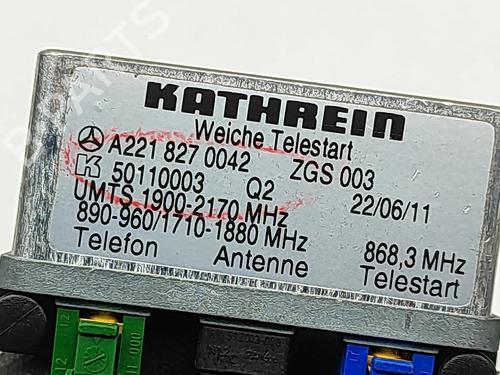 KATHREIN
Weiche Telestart
A221 827 0042 ZGS 003
K 50110003 Q2 22/06/11
UMTS 1900-2170 MHz
890-960/1710-1880 MHz 868,3 MHz
Telefon Antenne Telestart